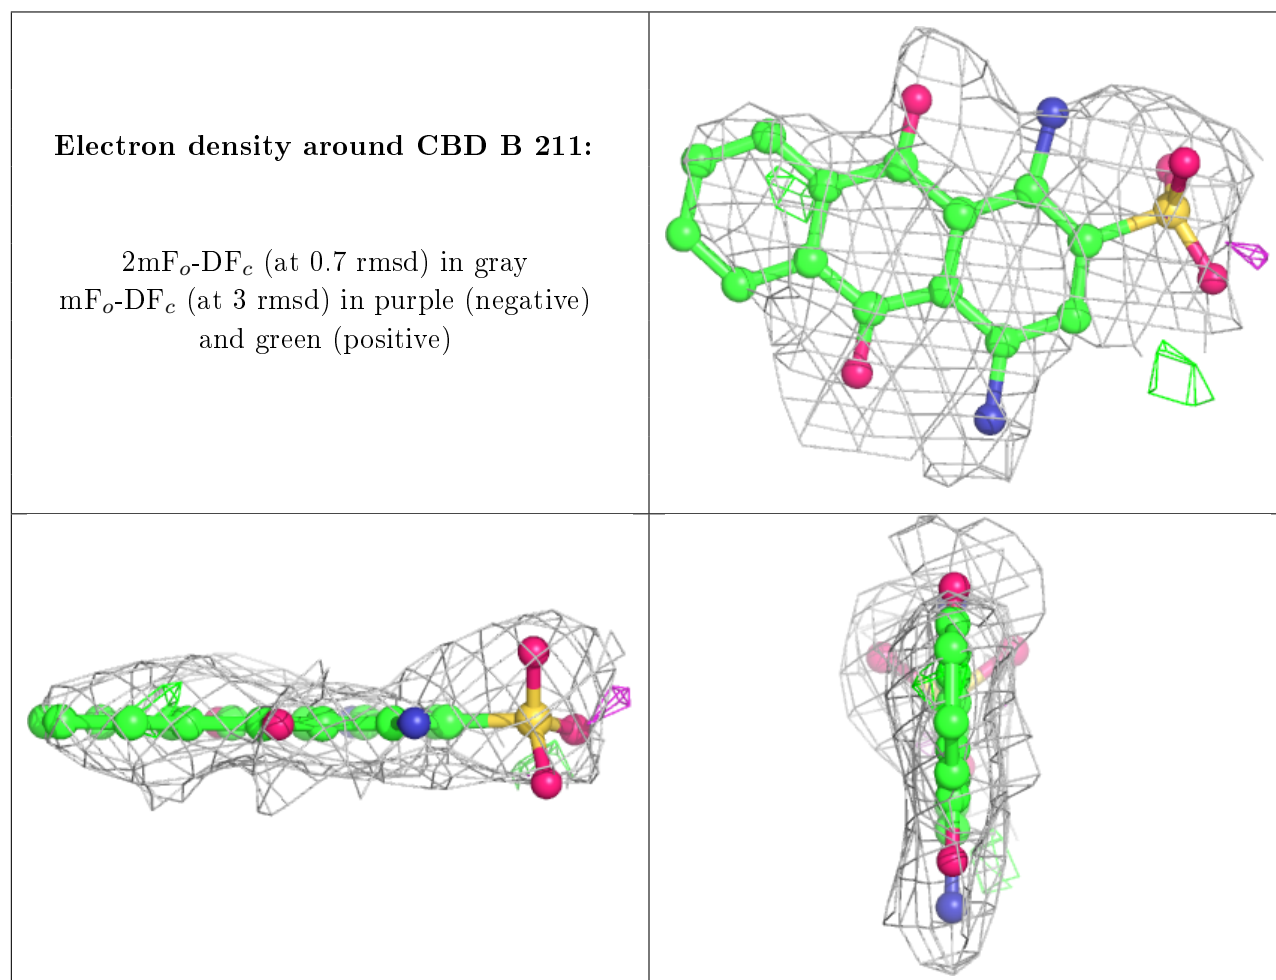 Electron density around CBD B 211:
2mFo-DFc (at 0.7 rmsd) in gray
mFo-DFc (at 3 rmsd) in purple (negative)
and green (positive)